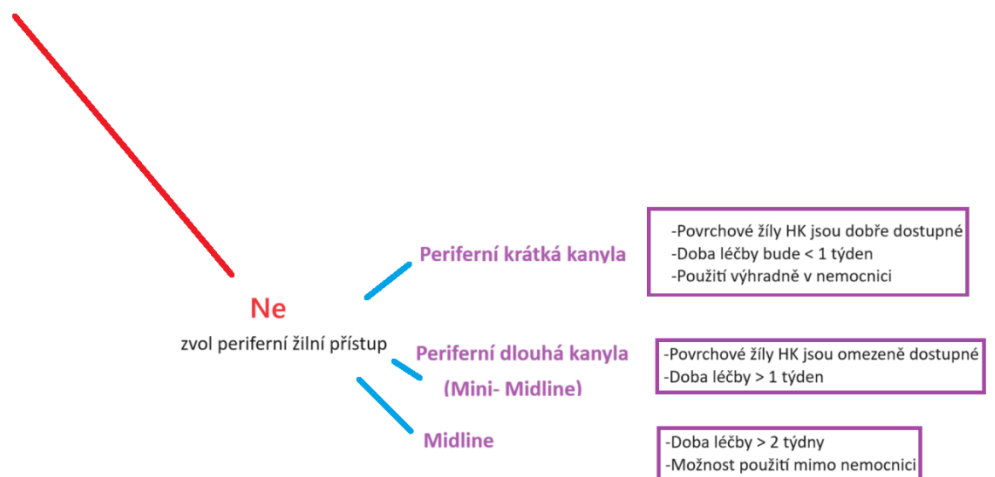 Periferní krátká kanyla
-Povrchové žíly HK jsou dobře dostupné
-Doba léčby bude < 1 týden
-Použití výhradně v nemocnici
Ne
zvol periferní žilní přístup
Periferní dlouhá kanyla
(Mini- Midline)
-Povrchové žíly HK jsou omezeně dostupné
-Doba léčby > 1 týden
Midline
-Doba léčby > 2 týdny
-Možnost použití mimo nemocnici